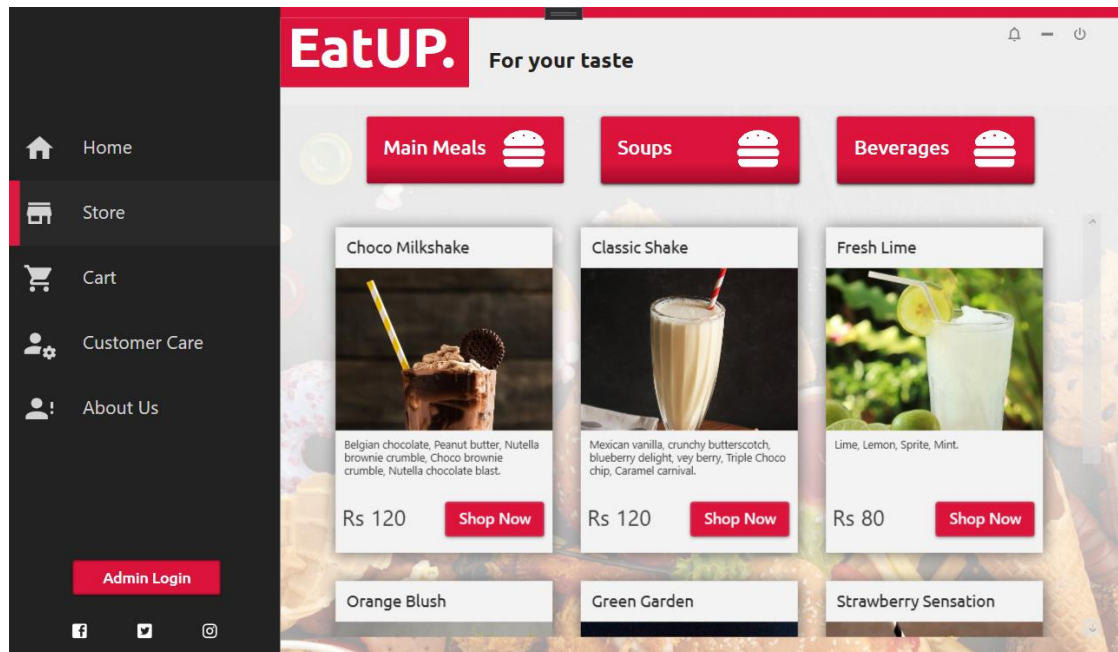 EatUP.
For your taste
Home
Store
Cart
Customer Care
About Us
Admin Login
Main Meals
Soups
Beverages
Choco Milkshake
Belgian chocolate, Peanut butter, Nutella
brownie crumble, Choco brownie
crumble, Nutella chocolate blast.
Rs 120
Shop Now
Classic Shake
Mexican vanilla, crunchy butterscotch,
blueberry delight, vey berry, Triple Choco
chip, Caramel carnival.
Rs 120
Shop Now
Fresh Lime
Lime, Lemon, Sprite, Mint.
Rs 80
Shop Now
Orange Blush
Green Garden
Strawberry Sensation